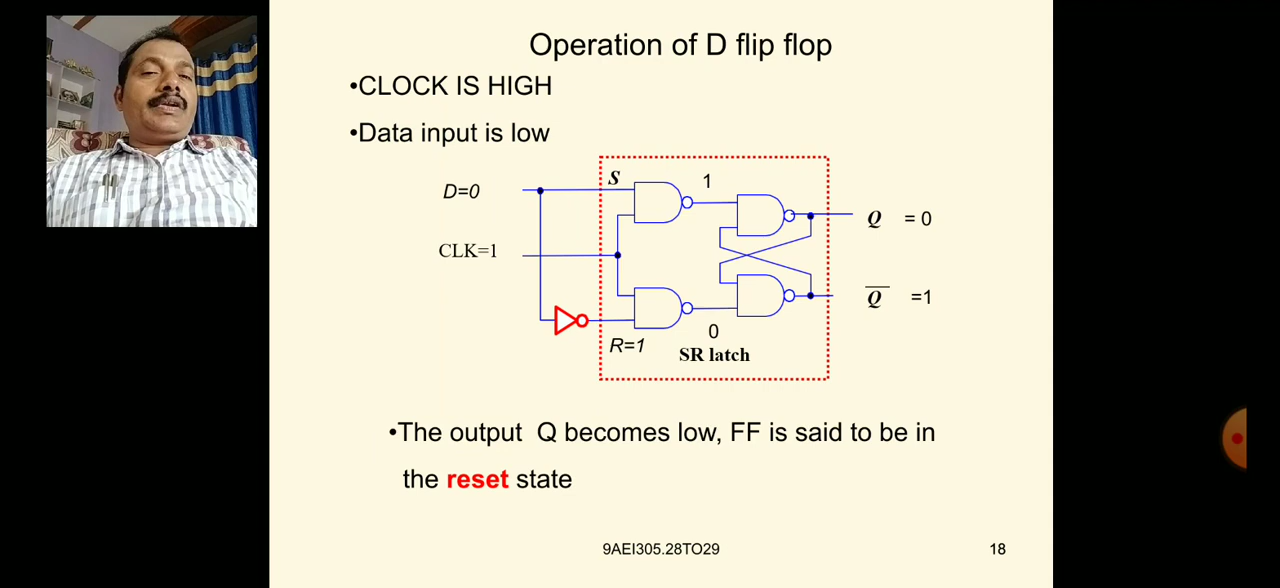 Operation of D flip flop
•CLOCK IS HIGH
•Data input is low
S
1
D=0
Q = 0
CLK=1
Q =1
0
R=1
SR latch
•The output Q becomes low, FF is said to be in
the reset state
9AEI305.28TO29
18